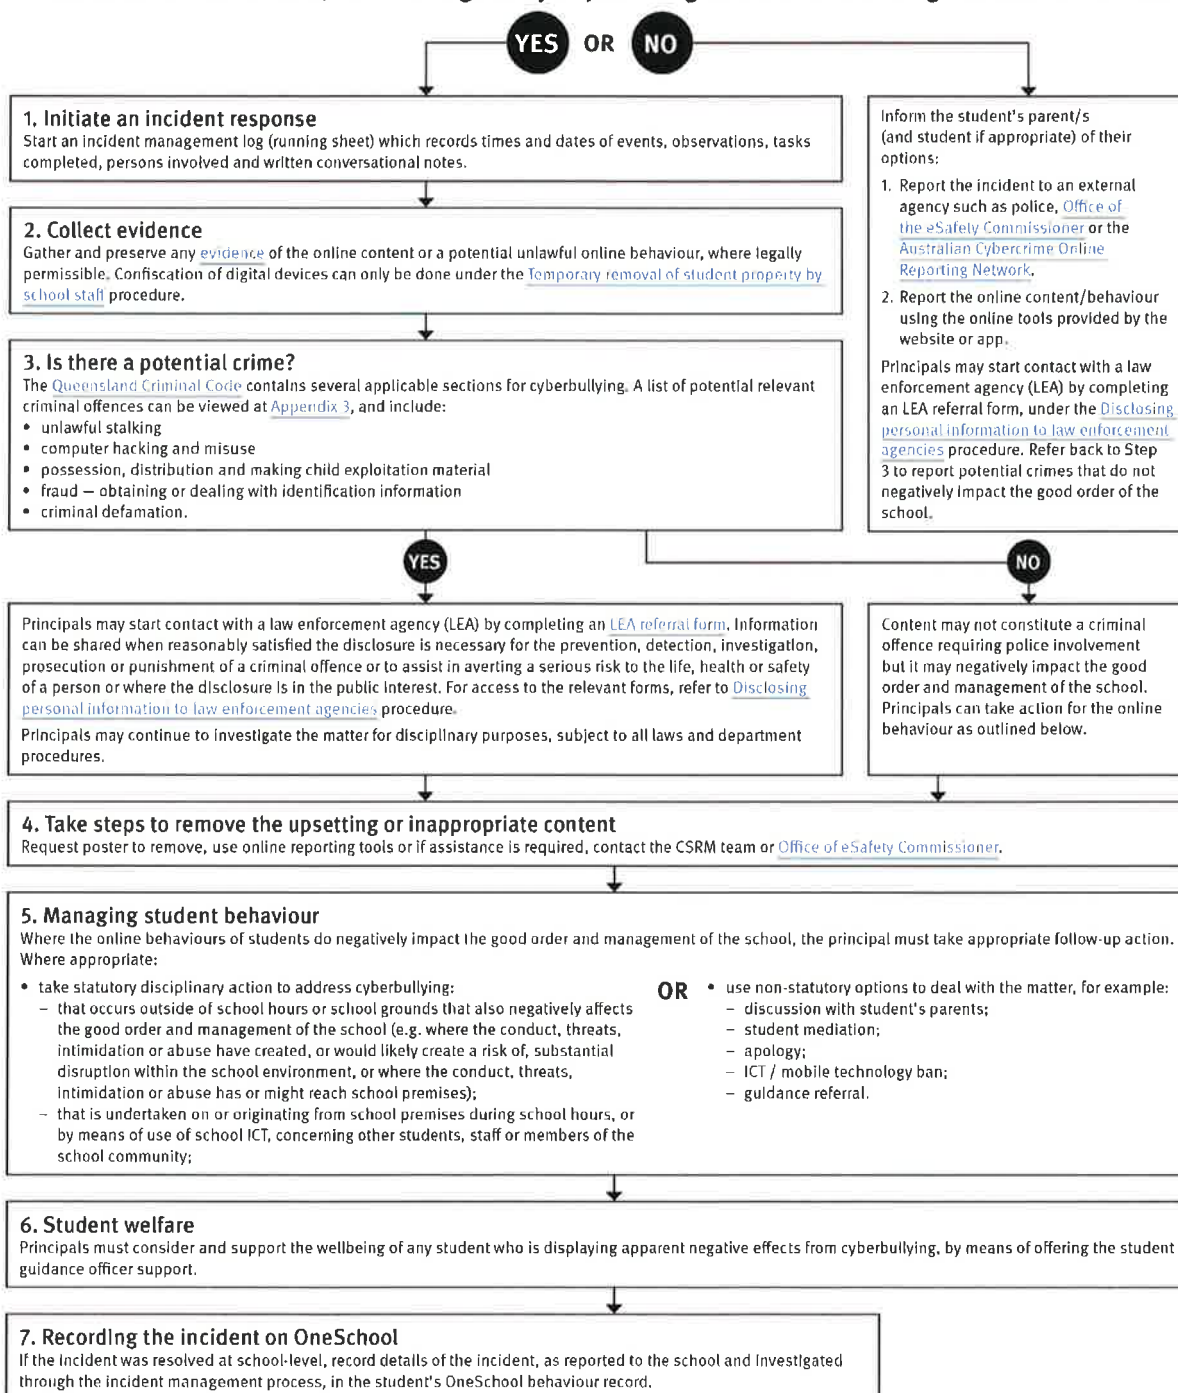 YES OR NO
1. Initiate an incident response
Start an incident management log (running sheet) which records times and dates of events, observations, tasks
completed, persons involved and written conversational notes.
2. Collect evidence
Gather and preserve any evidence of the online content or a potential unlawful online behaviour, where legally
permissible. Confiscation of digital devices can only be done under the Temporary removal of student property by
school staff procedure.
3. Is there a potential crime?
The Queensland Criminal Code contains several applicable sections for cyberbullying. A list of potential relevant
criminal offences can be viewed at Appendix 3, and include:
• unlawful stalking
• computer hacking and misuse
• possession, distribution and making child exploitation material
• fraud – obtaining or dealing with identification information
• criminal defamation.
Inform the student's parent/s
(and student if appropriate) of their
options:
1. Report the incident to an external
agency such as police, Office of
the eSafety Commissioner or the
Australian Cybercrime Online
Reporting Network.
2. Report the online content/behaviour
using the online tools provided by the
website or app.
Principals may start contact with a law
enforcement agency (LEA) by completing
an LEA referral form, under the Disclosing
personal information to law enforcement
agencies procedure. Refer back to Step
3 to report potential crimes that do not
negatively impact the good order of the
school.
YES
NO
Principals may start contact with a law enforcement agency (LEA) by completing an LEA referral form. Information
can be shared when reasonably satisfied the disclosure is necessary for the prevention, detection, investigation,
prosecution or punishment of a criminal offence or to assist in averting a serious risk to the life, health or safety
of a person or where the disclosure is in the public interest. For access to the relevant forms, refer to Disclosing
personal information to law enforcement agencies procedure.
Principals may continue to investigate the matter for disciplinary purposes, subject to all laws and department
procedures.
Content may not constitute a criminal
offence requiring police involvement
but it may negatively impact the good
order and management of the school.
Principals can take action for the online
behaviour as outlined below.
4. Take steps to remove the upsetting or inappropriate content
Request poster to remove, use online reporting tools or if assistance is required, contact the CSRM team or Office of eSafety Commissioner.
5. Managing student behaviour
Where the online behaviours of students do negatively impact the good order and management of the school, the principal must take appropriate follow-up action.
Where appropriate:
• take statutory disciplinary action to address cyberbullying:
– that occurs outside of school hours or school grounds that also negatively affects
the good order and management of the school (e.g. where the conduct, threats,
intimidation or abuse have created, or would likely create a risk of, substantial
disruption within the school environment, or where the conduct, threats,
intimidation or abuse has or might reach school premises);
– that is undertaken on or originating from school premises during school hours, or
by means of use of school ICT, concerning other students, staff or members of the
school community;
OR
• use non-statutory options to deal with the matter, for example:
– discussion with student's parents;
– student mediation;
– apology;
– ICT / mobile technology ban;
– guidance referral.
6. Student welfare
Principals must consider and support the wellbeing of any student who is displaying apparent negative effects from cyberbullying, by means of offering the student
guidance officer support.
7. Recording the incident on OneSchool
If the incident was resolved at school-level, record details of the incident, as reported to the school and investigated
through the incident management process, in the student's OneSchool behaviour record.